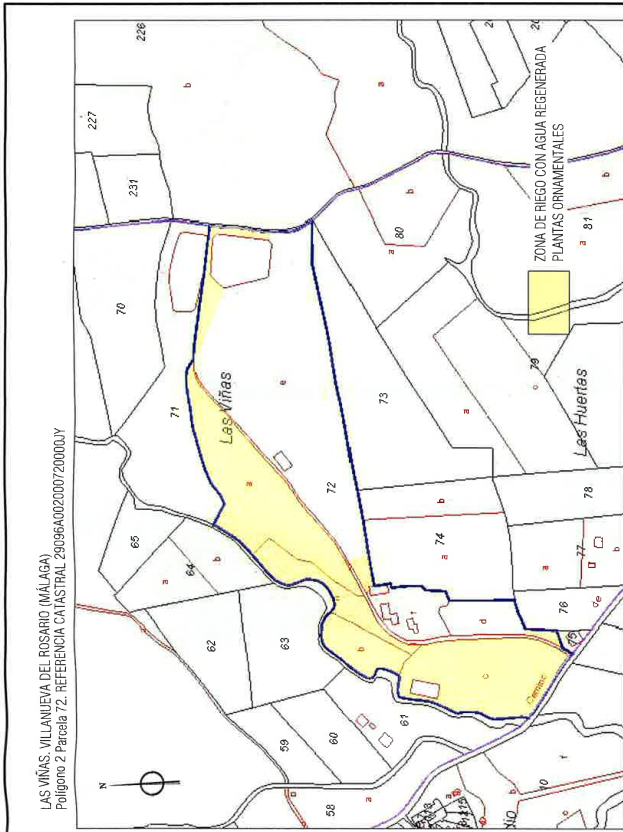 LAS VIÑAS. VILLANUEVA DEL ROSARIO (MÁLAGA)
Polígono 2 Parcela 72. REFERENCIA CATASTRAL 29096A002000720000JY
N
226
b
227
231
a
70
80
b
a
b
ZONA DE RIEGO CON AGUA REGENERADA
PLANTAS ORNAMENTALES
81
a
71
Las Viñas
e
73
79
c
a
Las Huertas
65
a
64
b
a
72
74
b
a
78
62
63
77
a
76
75
b
f
d
c
Camino
59
60
61
58
a
10
b
f